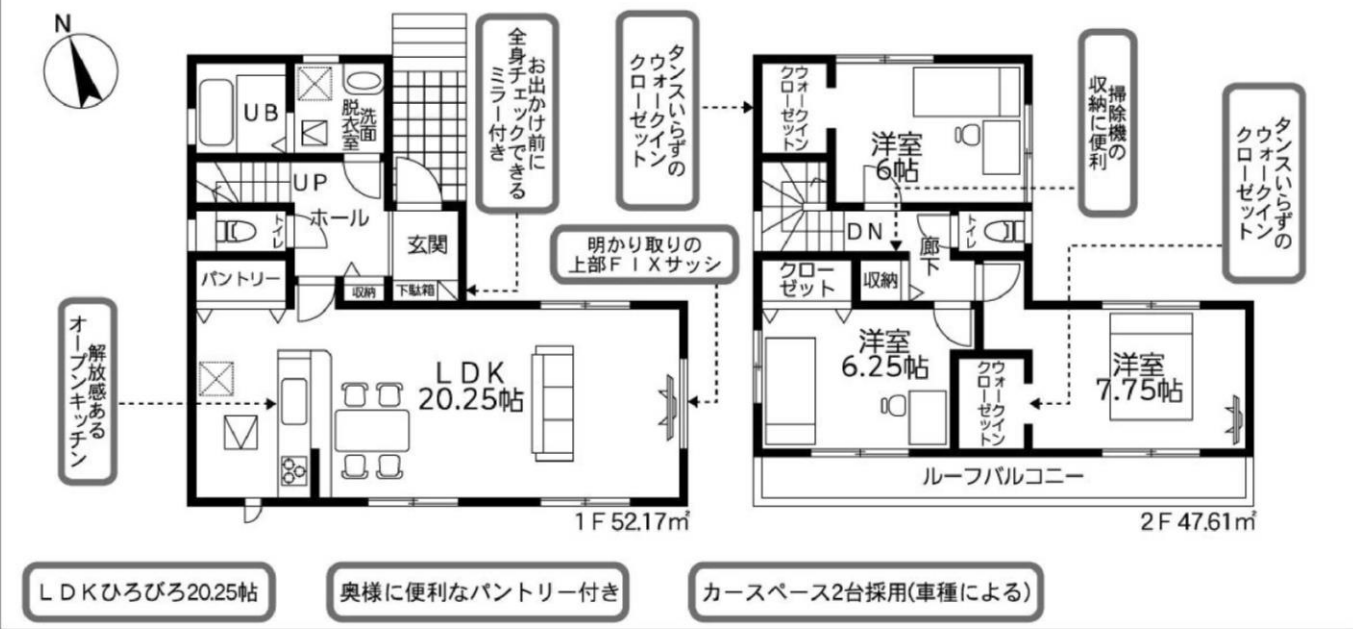 N
お出かけ前に
全身チェックできる
ミラー付き
タンスいらずの
ウォークイン
クローゼット
掃除機の
収納に便利
タンスいらずの
ウォークイン
クローゼット
明かり取りの
上部FIXサッシ
解放感ある
オープンキッチン
UB
洗面
脱衣室
UP
ホール
トイレ
玄関
パントリー
収納
下駄箱
LDK
20.25帖
1F52.17㎡
ウォークイン
クローゼット
洋室
6帖
DN
廊下
トイレ
クロー
ゼット
収納
洋室
6.25帖
ウォークイン
クローゼット
洋室
7.75帖
ルーフバルコニー
2F47.61㎡
LDKひろびろ20.25帖
奥様に便利なパントリー付き
カースペース2台採用(車種による)